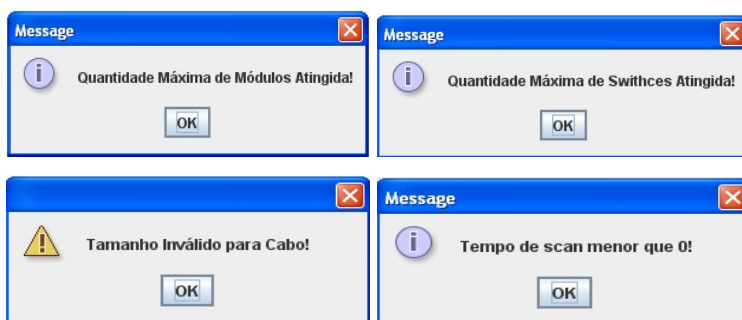 Message
Quantidade Máxima de Módulos Atingida!
OK
Message
Quantidade Máxima de Swithces Atingida!
OK
Tamanho Inválido para Cabo!
OK
Message
Tempo de scan menor que 0!
OK